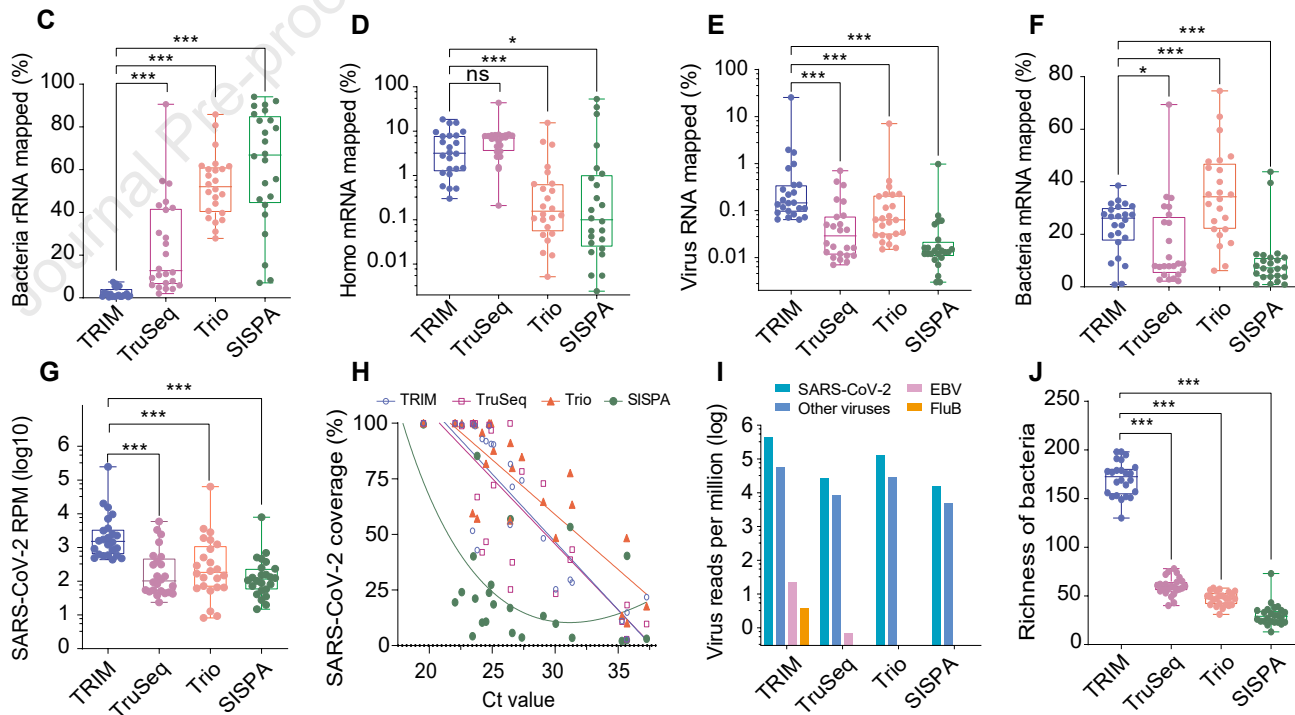 Journal Pre-proo
C
Bacteria rRNA mapped (%)
100
80
60
40
20
0
***
***
***
TRIM
TruSeq
Trio
SISPA
D
Homo mRNA mapped (%)
100
10
1
0.1
0.01
*
***
ns
TRIM
TruSeq
Trio
SISPA
E
Virus RNA mapped (%)
100
10
1
0.1
0.01
***
***
***
TRIM
TruSeq
Trio
SISPA
F
Bacteria mRNA mapped (%)
80
60
40
20
0
***
***
*
TRIM
TruSeq
Trio
SISPA
G
SARS-CoV-2 RPM (log10)
6
5
4
3
2
1
0
***
***
***
TRIM
TruSeq
Trio
SISPA
H
TRIM
TruSeq
Trio
SISPA
SARS-CoV-2 coverage (%)
100
75
50
25
0
20
25
30
35
Ct value
I
SARS-CoV-2
EBV
Other viruses
FluB
Virus reads per million (log)
6
5
4
3
2
1
0
TRIM
TruSeq
Trio
SISPA
J
Richness of bacteria
250
200
150
100
50
0
***
***
***
TRIM
TruSeq
Trio
SISPA